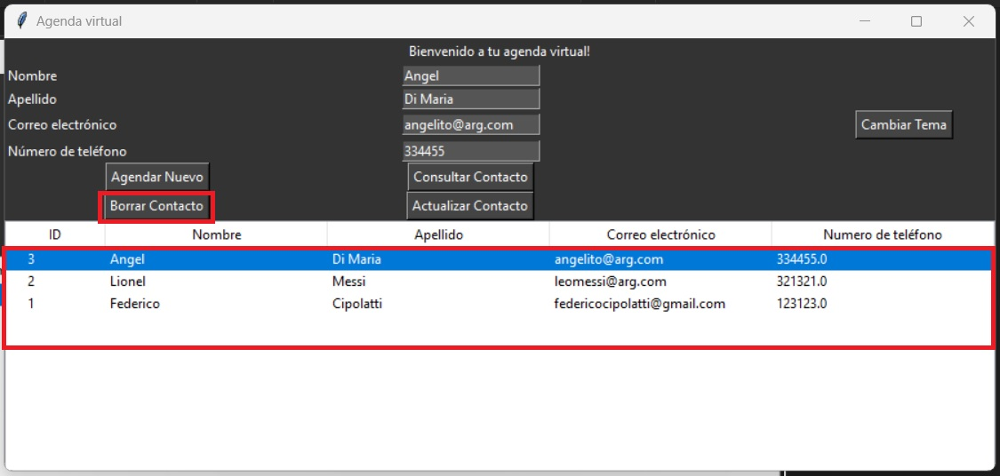 Agenda virtual
Bienvenido a tu agenda virtual!
Nombre Angel
Apellido Di Maria
Correo electrónico angelito@arg.com Cambiar Tema
Número de teléfono 334455
Agendar Nuevo Consultar Contacto
Borrar Contacto Actualizar Contacto
ID Nombre Apellido Correo electrónico Numero de teléfono
3 Angel Di Maria angelito@arg.com 334455.0
2 Lionel Messi leomessi@arg.com 321321.0
1 Federico Cipolatti federicocipolatti@gmail.com 123123.0